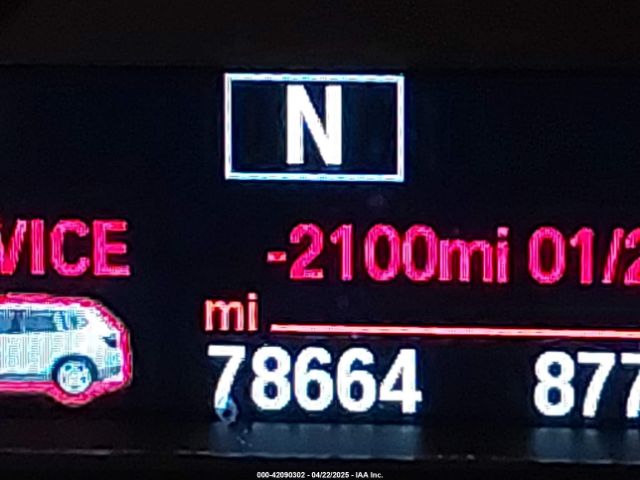 N
VICE -2100mi 01/2
mi
78664 877
000-42090302 - 04/22/2025 - IAA Inc.